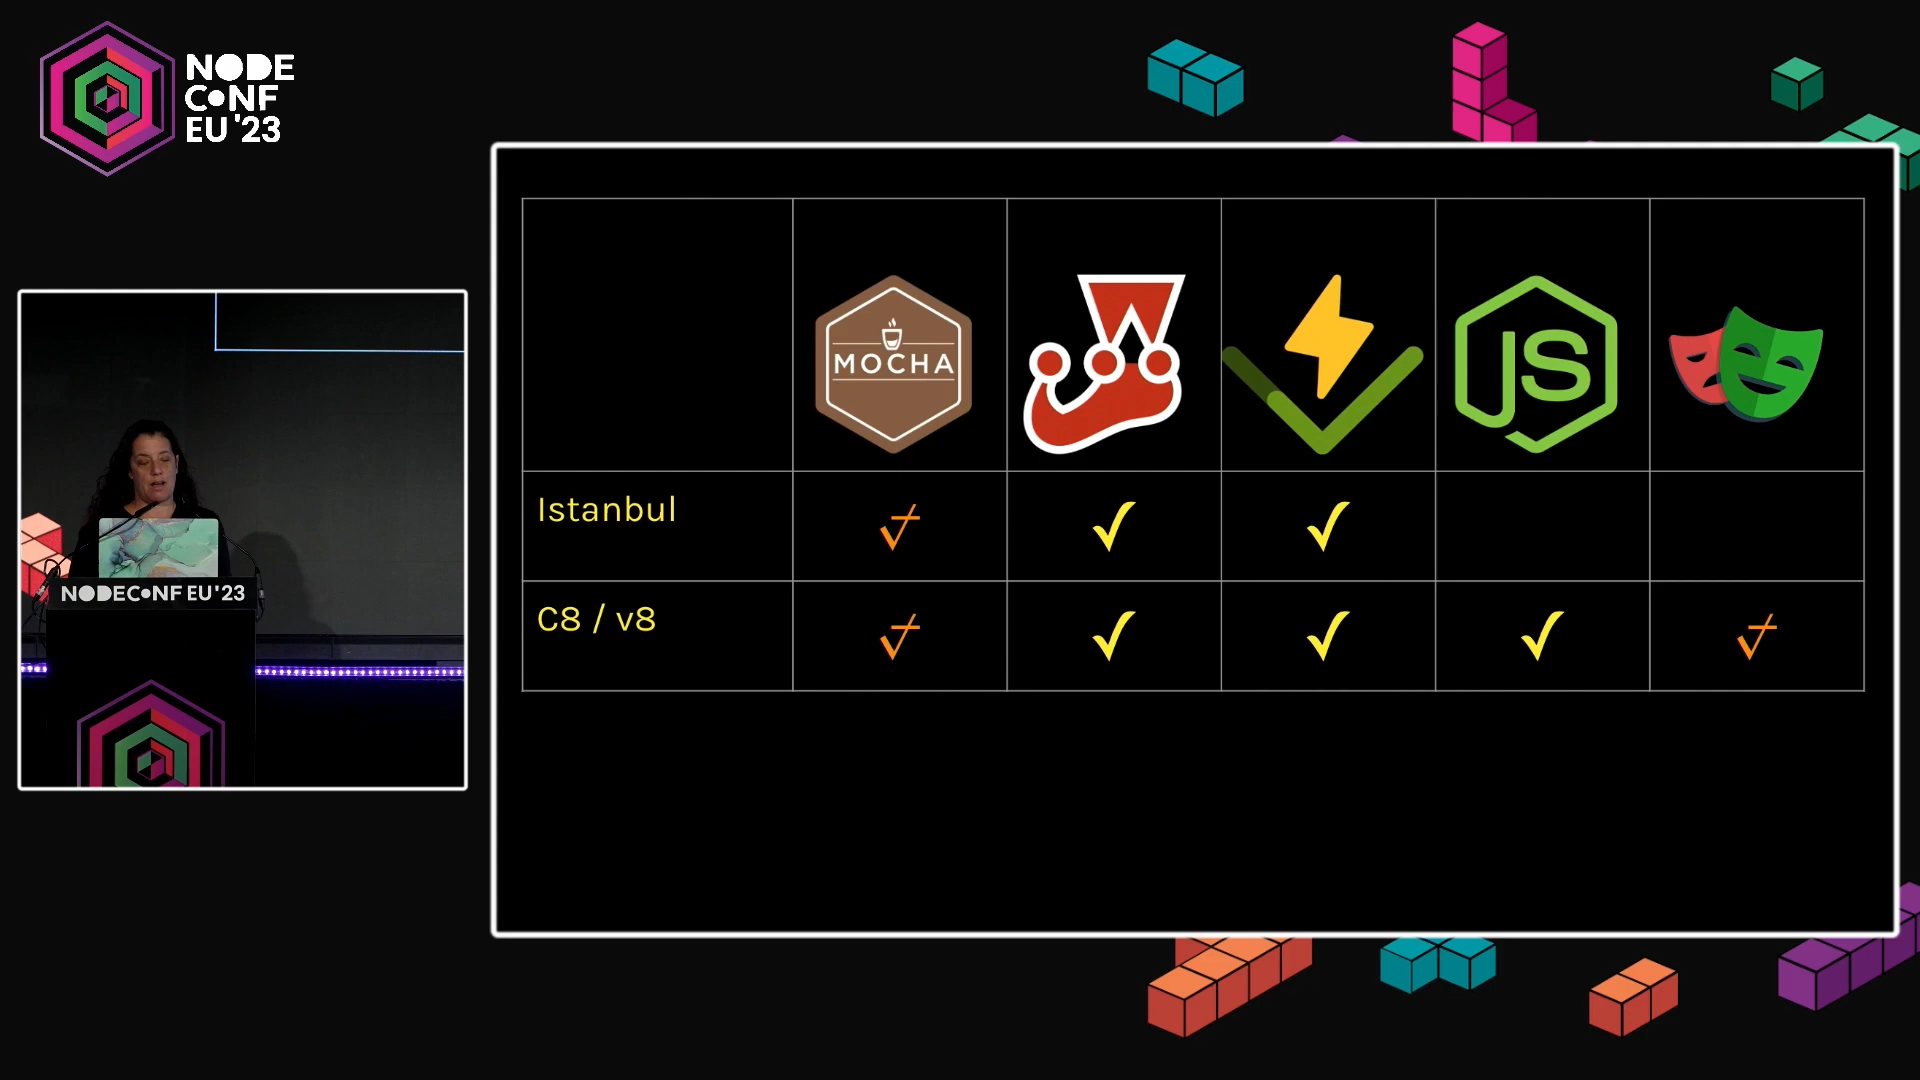 NODE
CONF
EU '23
MOCHA
JS
Istanbul
C8 / v8
NODECONF EU'23